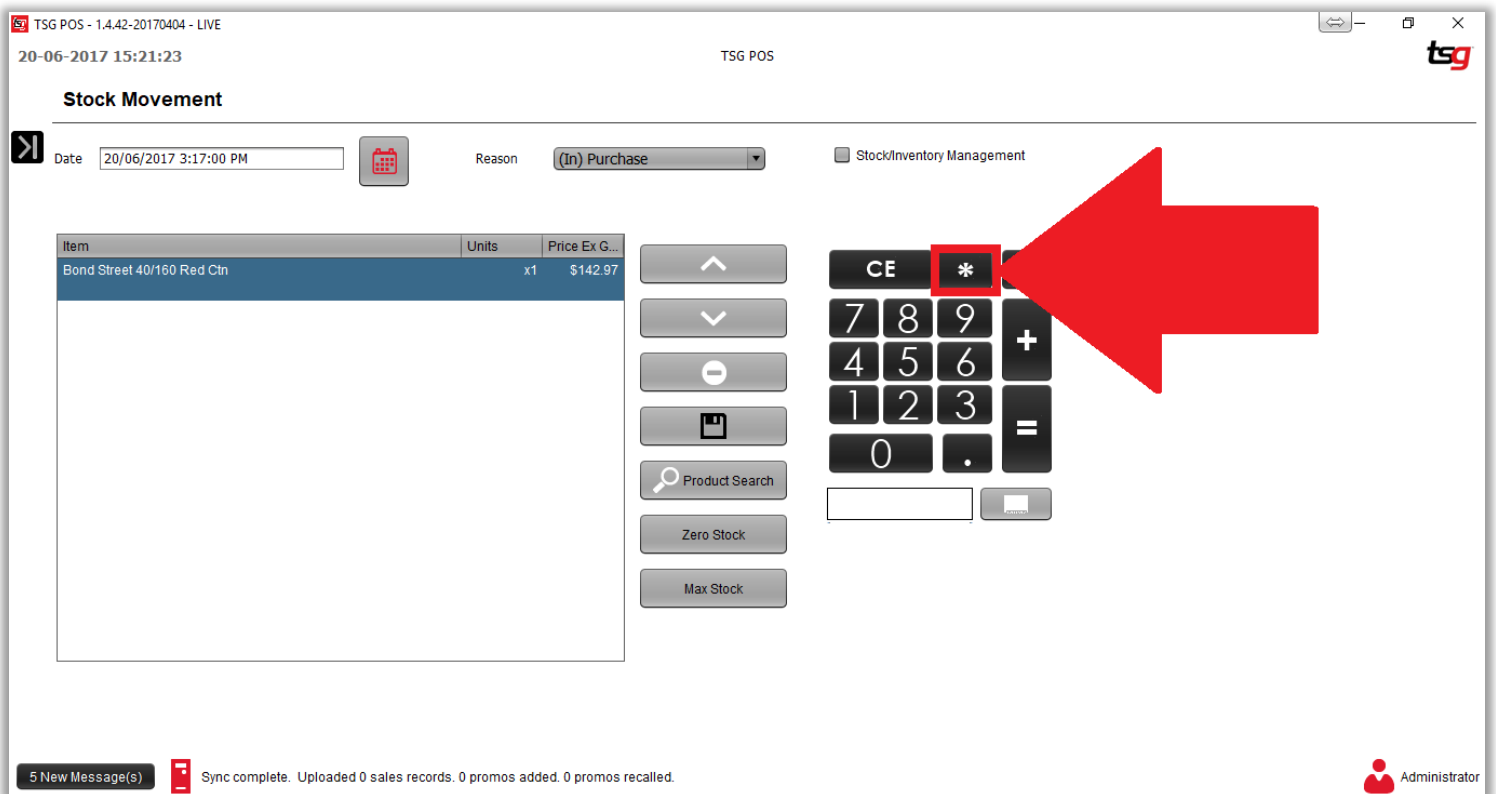 TSG POS - 1.4.42-20170404 - LIVE
20-06-2017 15:21:23
TSG POS
tsg
Stock Movement
Date 20/06/2017 3:17:00 PM
Reason (In) Purchase
Stock/Inventory Management
Item Units Price Ex G...
Bond Street 40/160 Red Ctn x1 $142.97
Product Search
Zero Stock
Max Stock
CE *
7 8 9 +
4 5 6
1 2 3 =
0 .
5 New Message(s)
Sync complete. Uploaded 0 sales records. 0 promos added. 0 promos recalled.
Administrator